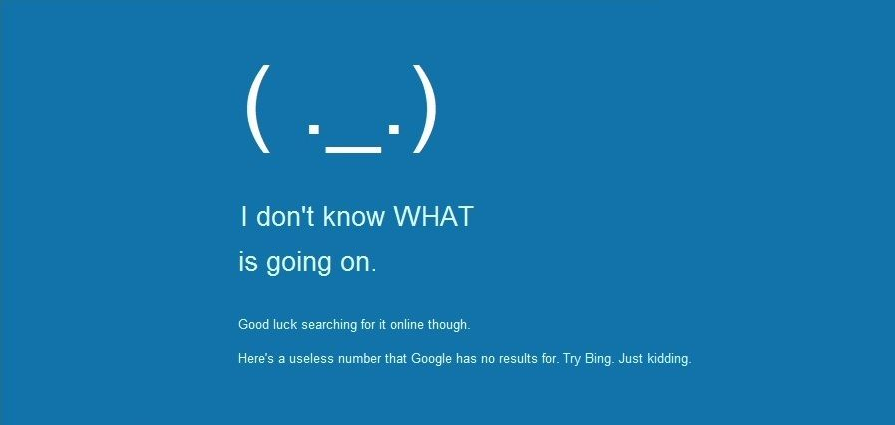 ( ._.)
I don't know WHAT
is going on.
Good luck searching for it online though.
Here's a useless number that Google has no results for. Try Bing. Just kidding.